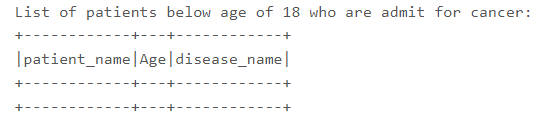 List of patients below age of 18 who are admit for cancer:
+------------+---+------------+
|patient_name|Age|disease_name|
+------------+---+------------+
+------------+---+------------+